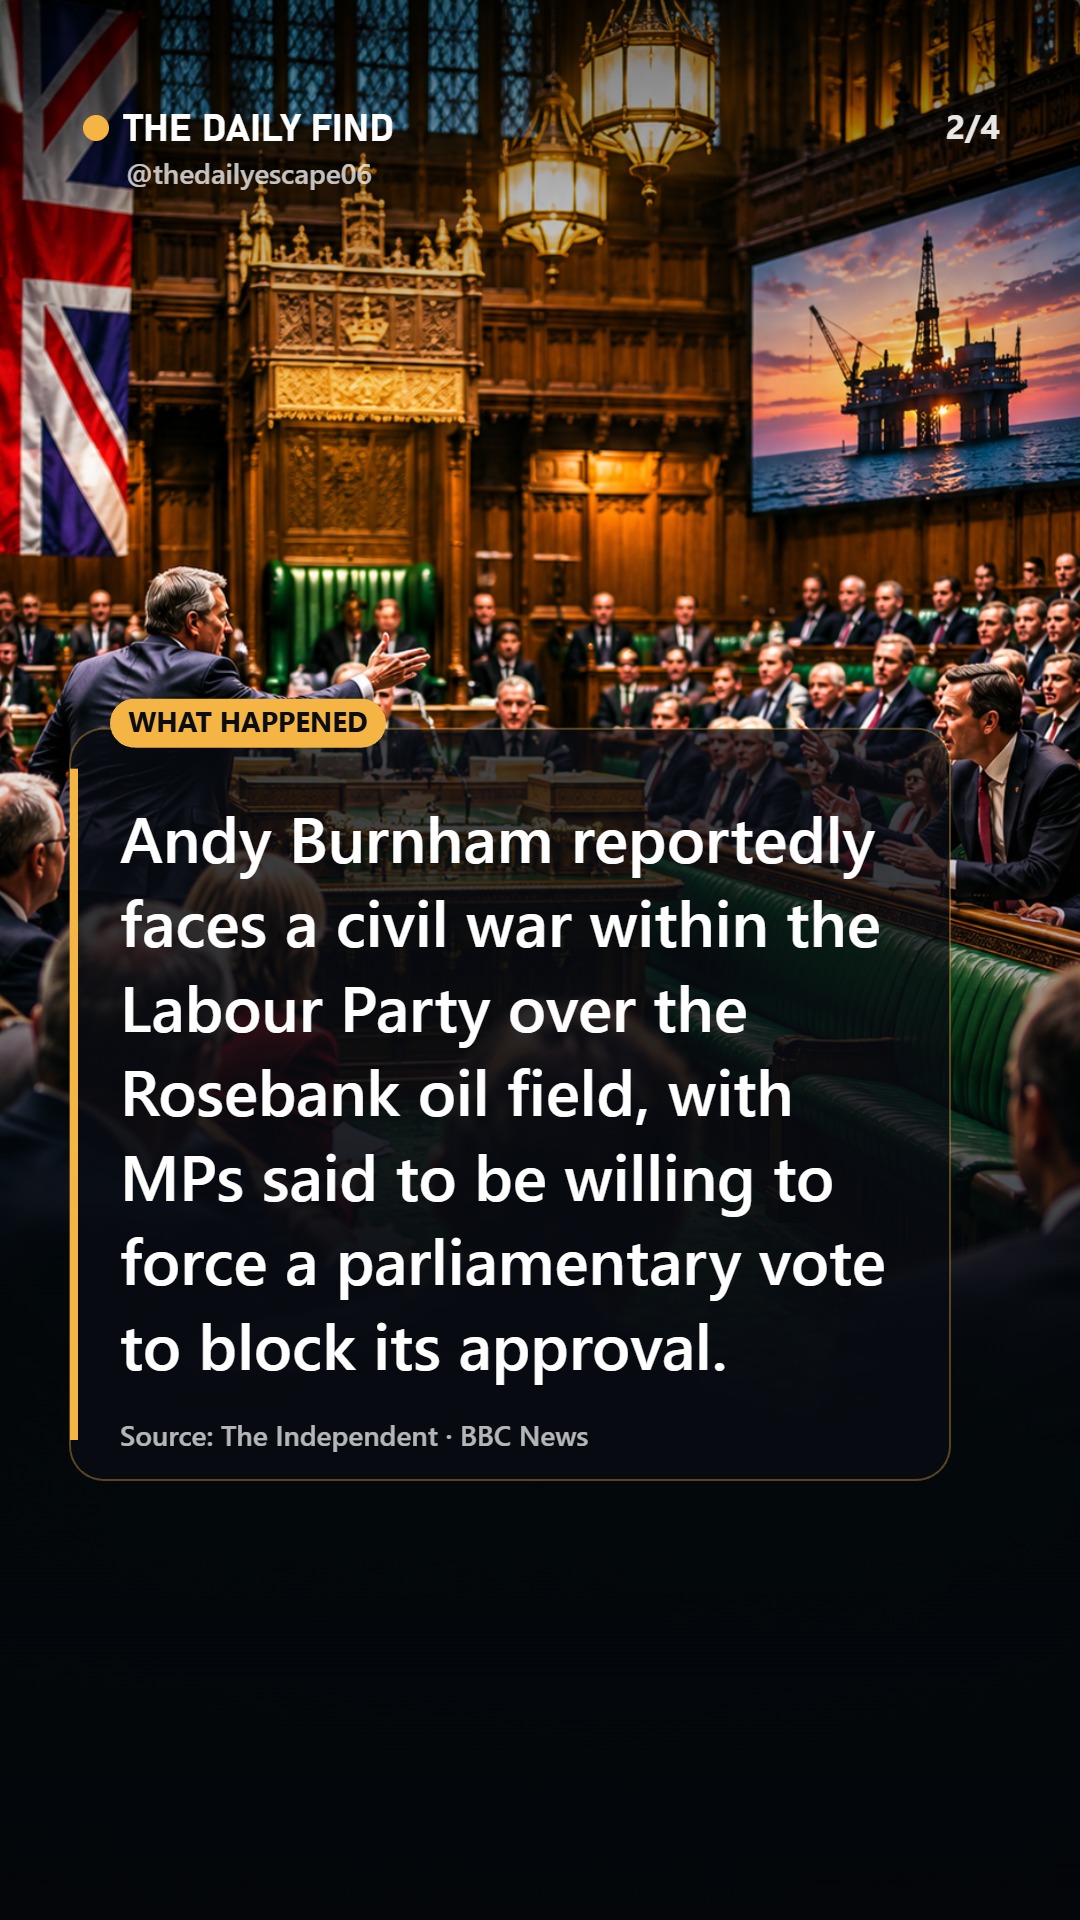 THE DAILY FIND
@thedailyescape06
2/4
WHAT HAPPENED
Andy Burnham reportedly
faces a civil war within the
Labour Party over the
Rosebank oil field, with
MPs said to be willing to
force a parliamentary vote
to block its approval.
Source: The Independent · BBC News